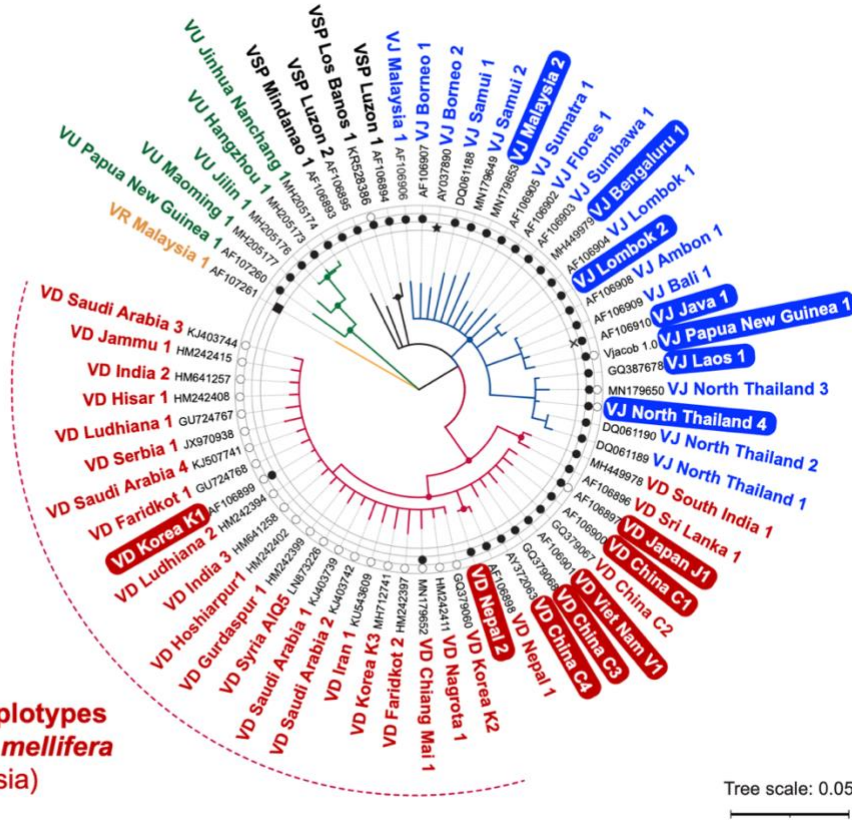 VD Saudi Arabia 3 KJ403744
VD Jammu 1 HM242415
VD India 2 HM641257
VD Hisar 1 HM242408
VD Ludhiana 1 GU724767
VD Serbia 1 JX970938
VD Saudi Arabia 4 KJ507741
VD Faridkot 1 GU724768
VD Korea K1 AF106899
VD Ludhiana 2 HM242394
VD India 3 HM641258
VD Hoshiarpur1 HM242402
VD Gurdaspur 1 HM242399
VD Syria AIQ5 LN873226
VD Saudi Arabia 1 KJ403739
VD Saudi Arabia 2 KJ403742
VD Iran 1 KU543609
VD Korea K3 MH712741
VD Faridkot 2 HM242397
VD Chiang Mai 1 MN179652
VD Nagrota 1 HM242411
VD Korea K2 GQ379060
VD Nepal 2 AF106898
VD Nepal 1 AY372063
VD China C4
VD China C3
VD Viet Nam V1 AF106901
VD China C2 GQ379067
VD China C1 AF106900
VD Japan J1 AF106897
VD Sri Lanka 1 AF106896
VD South India 1 MH449978
VJ North Thailand 1 DQ061189
VJ North Thailand 2 DQ061190
VJ North Thailand 4
VJ North Thailand 3 MN179650
VJ Laos 1 GQ387678
VJ Papua New Guinea 1 Vjacob 1.0
VJ Java 1 AF106910
VJ Bali 1 AF106909
VJ Ambon 1 AF106908
VJ Lombok 2
VJ Lombok 1 AF106904
VJ Bengaluru 1 MH449979
VJ Sumbawa 1 AF106903
VJ Flores 1 AF106902
VJ Sumatra 1 AF106905
VJ Malaysia 2 MN179653
VJ Samui 2 MN179649
VJ Samui 1 DQ061188
VJ Borneo 2 AY037890
VJ Borneo 1 AF106907
VJ Malaysia 1 AF106906
VSP Luzon 1 AF106894
VSP Los Banos 1 KR528386
VSP Luzon 2 AF106895
VSP Mindanao 1 AF106893
VU Jinhua Nanchang 1 MH205174
VU Hangzhou 1 MH205173
VU Jilin 1 MH205176
VU Maoming 1 MH205177
VU Papua New Guinea 1 AF107260
VR Malaysia 1 AF107261
plotypes
mellifera
sia)
Tree scale: 0.05